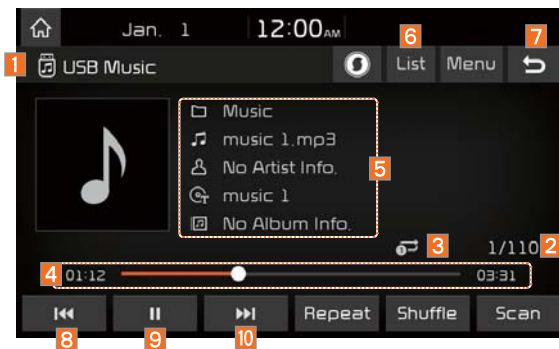 Jan. 1 12:00 AM
6 7
1 USB Music List Menu
Music
music 1.mp3
No Artist Info. 5
music 1
No Album Info.
3 1/110 2
4 01:12 03:31
Repeat Shuffle Scan
8 9 10